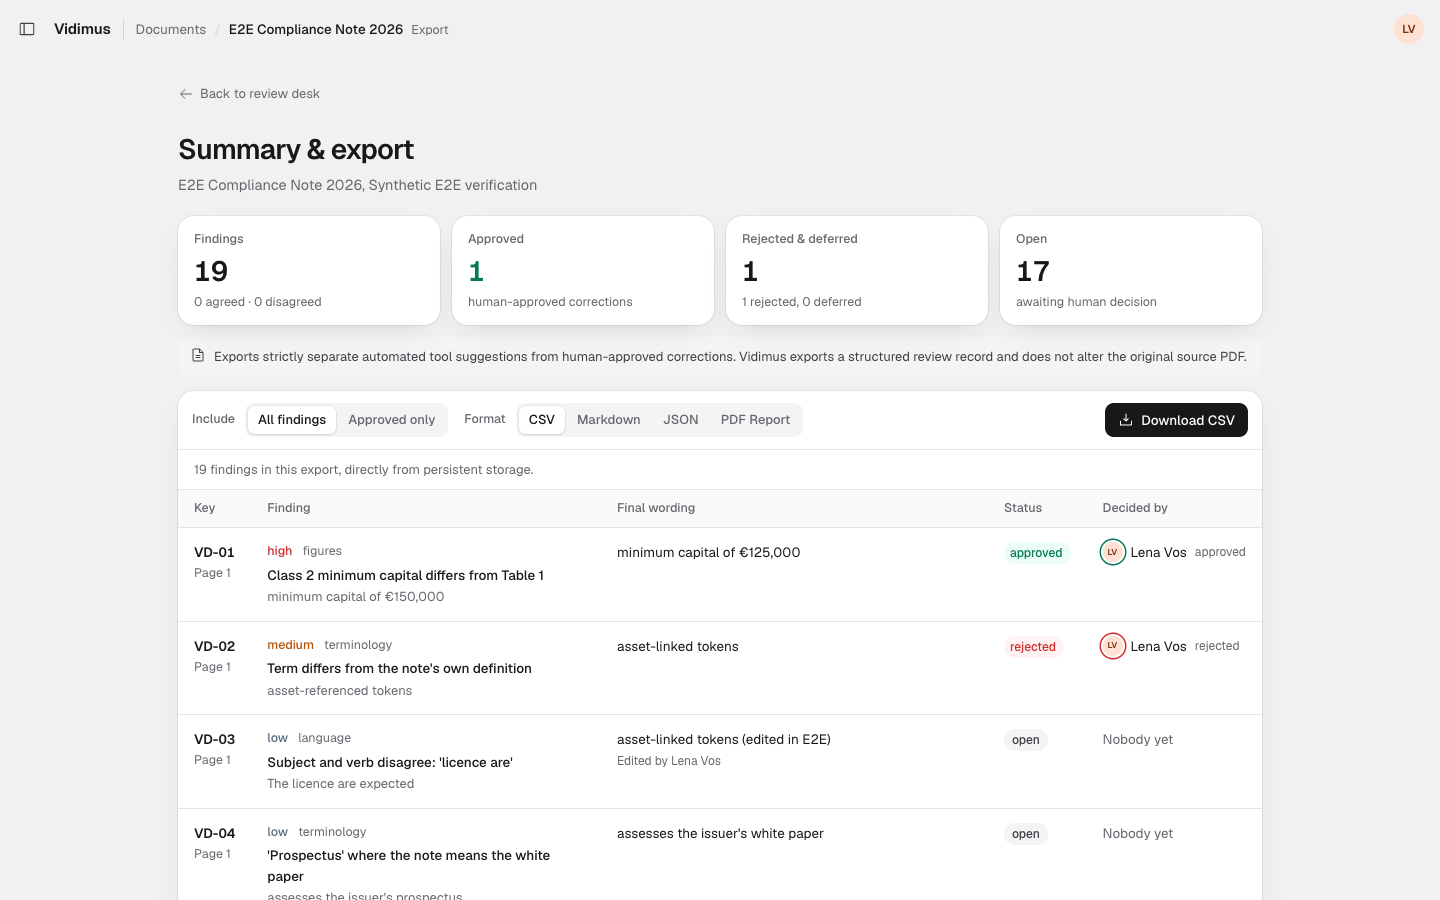 Vidimus Documents / E2E Compliance Note 2026 Export LV
← Back to review desk
Summary & export
E2E Compliance Note 2026, Synthetic E2E verification
Findings
19
0 agreed · 0 disagreed
Approved
1
human-approved corrections
Rejected & deferred
1
1 rejected, 0 deferred
Open
17
awaiting human decision
Exports strictly separate automated tool suggestions from human-approved corrections. Vidimus exports a structured review record and does not alter the original source PDF.
Include All findings Approved only Format CSV Markdown JSON PDF Report Download CSV
19 findings in this export, directly from persistent storage.
Key Finding Final wording Status Decided by
VD-01
Page 1
high figures
Class 2 minimum capital differs from Table 1
minimum capital of €150,000
minimum capital of €125,000
approved
LV Lena Vos approved
VD-02
Page 1
medium terminology
Term differs from the note's own definition
asset-referenced tokens
asset-linked tokens
rejected
LV Lena Vos rejected
VD-03
Page 1
low language
Subject and verb disagree: 'licence are'
The licence are expected
asset-linked tokens (edited in E2E)
Edited by Lena Vos
open
Nobody yet
VD-04
Page 1
low terminology
'Prospectus' where the note means the white
paper
assesses the issuer's prospectus
assesses the issuer's white paper
open
Nobody yet